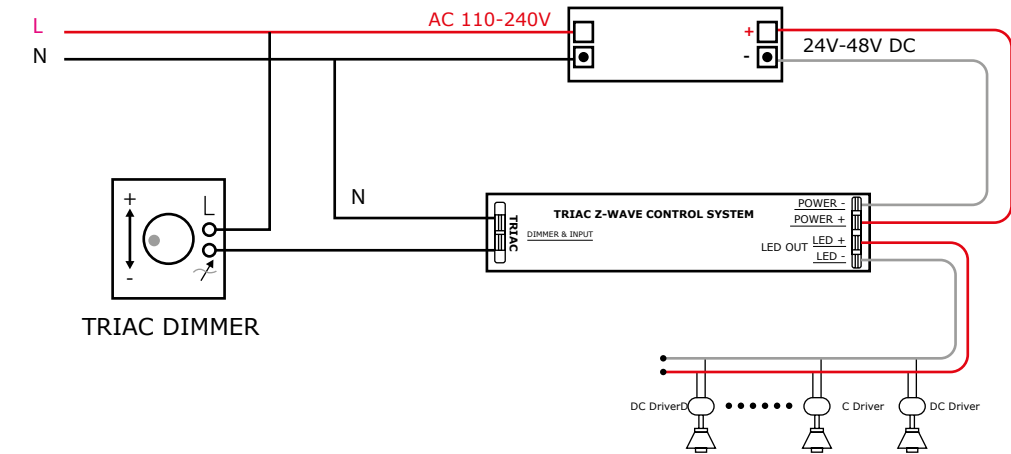 L
AC 110-240V
N
+
-
24V-48V DC
+
-
L
TRIAC DIMMER
N
TRIAC
DIMMER & INPUT
TRIAC Z-WAVE CONTROL SYSTEM
POWER -
POWER +
LED OUT LED +
LED -
DC DriverD
C Driver
DC Driver